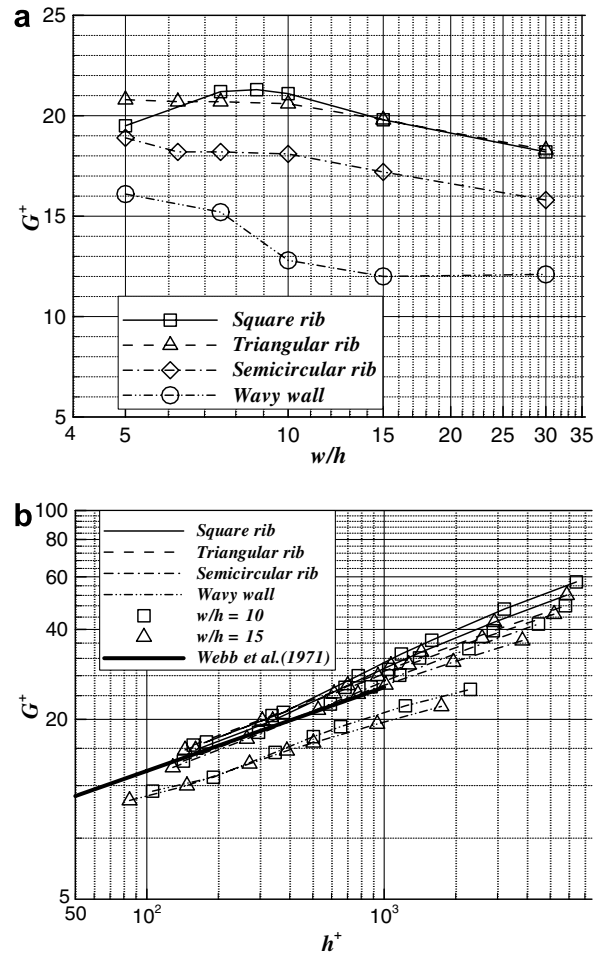 a
25
20
15
10
5
G+
Square rib
Triangular rib
Semicircular rib
Wavy wall
4 5 10 15 20 25 30 35
w/h
b
100
80
60
40
20
5
G+
Square rib
Triangular rib
Semicircular rib
Wavy wall
w/h = 10
w/h = 15
Webb et al.(1971)
50 10² 10³
h+